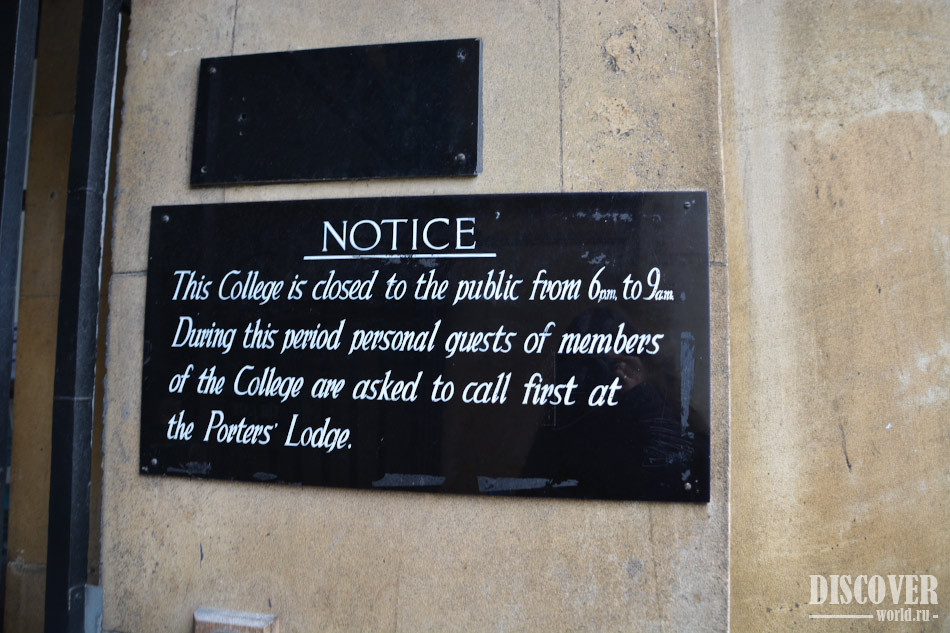 NOTICE
This College is closed to the public from 6p.m. to 9a.m.
During this period personal guests of members
of the College are asked to call first at
the Porters' Lodge.
DISCOVER
world.ru